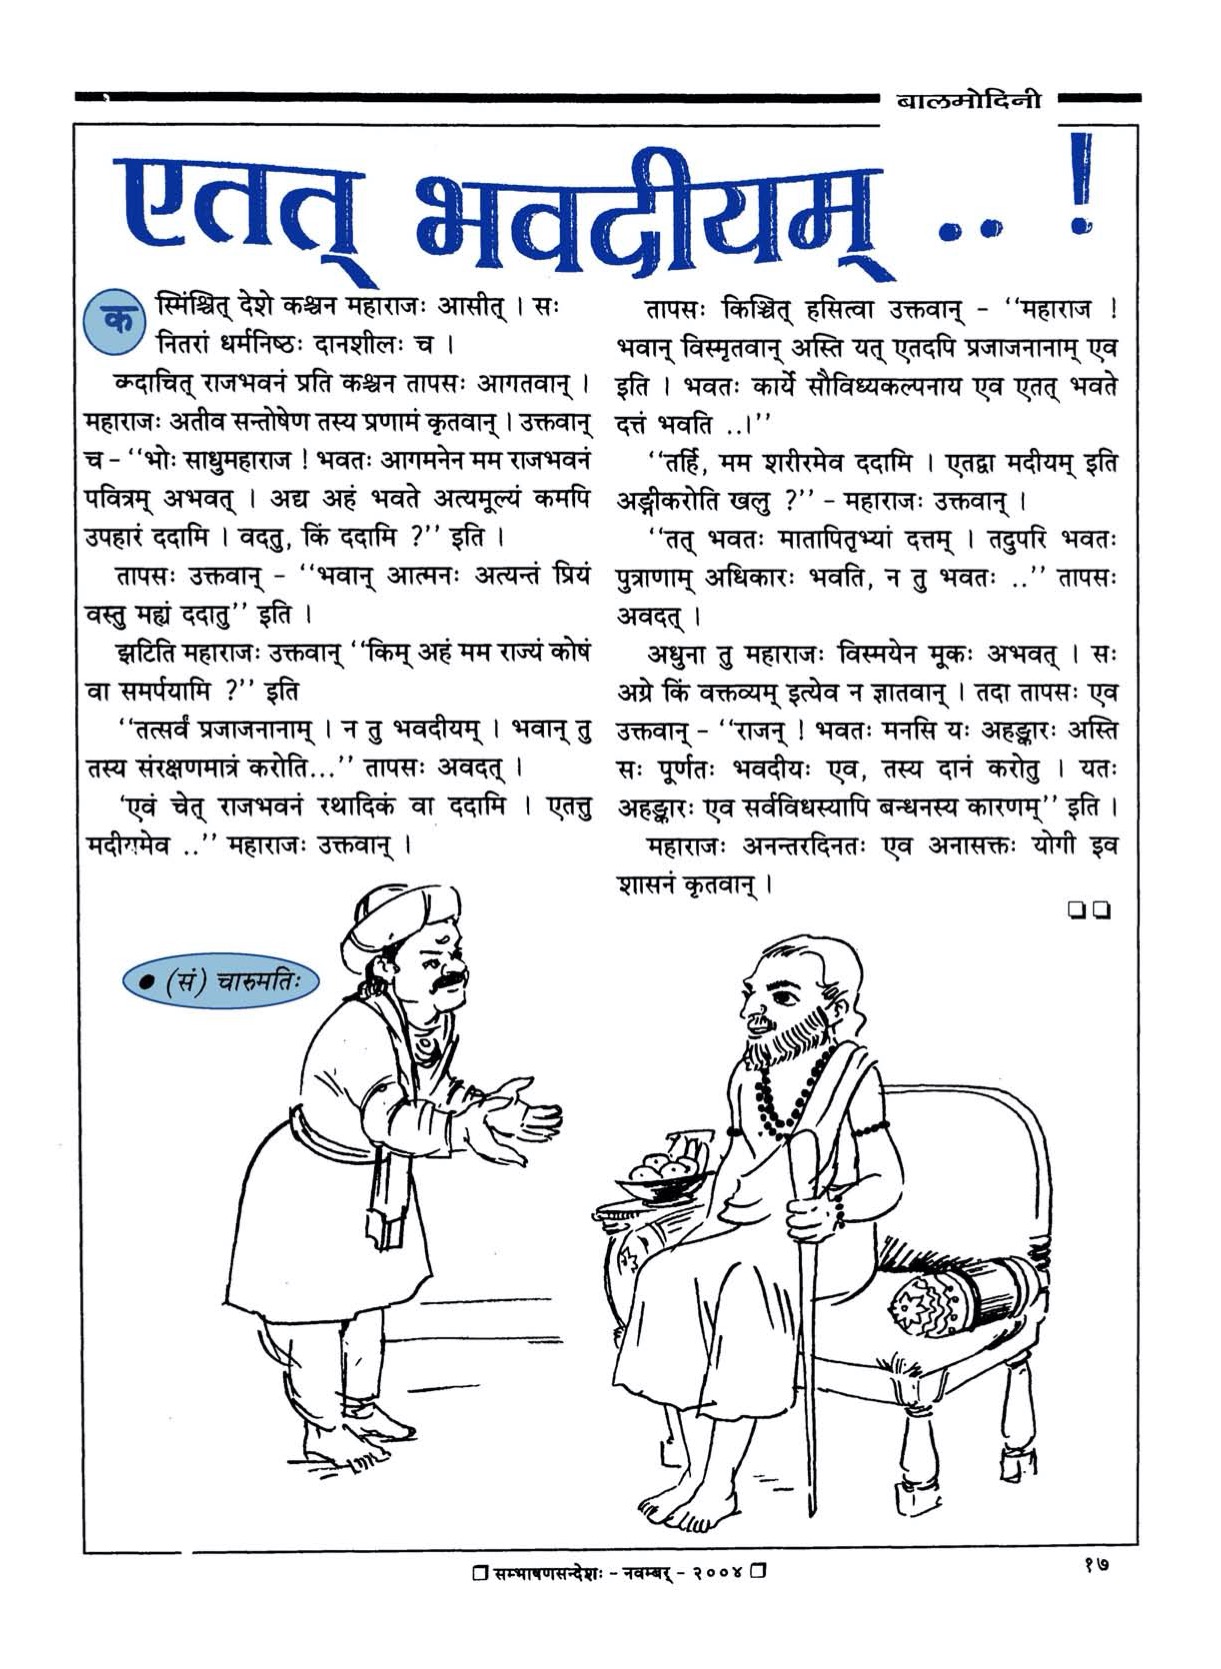 बालमोदिनी
एतत् भवदीयम् .. !
कस्मिंश्चित् देशे कश्चन महाराजः आसीत् । सः
नितरां धर्मनिष्ठः दानशीलः च ।
कदाचित् राजभवनं प्रति कश्चन तापसः आगतवान् ।
महाराजः अतीव सन्तोषेण तस्य प्रणामं कृतवान् । उक्तवान्
च – ‘‘भोः साधुमहाराज ! भवतः आगमनेन मम राजभवनं
पवित्रम् अभवत् । अद्य अहं भवते अत्यमूल्यं कमपि
उपहारं ददामि । वदतु, किं ददामि ?’’ इति ।
तापसः उक्तवान् – ‘‘भवान् आत्मनः अत्यन्तं प्रियं
वस्तु मह्यं ददातु’’ इति ।
झटिति महाराजः उक्तवान् ‘‘किम् अहं मम राज्यं कोषं
वा समर्पयामि ?’’ इति
‘‘तत्सर्वं प्रजाजनानाम् । न तु भवदीयम् । भवान् तु
तस्य संरक्षणमात्रं करोति...’’ तापसः अवदत् ।
‘एवं चेत् राजभवनं रथादिकं वा ददामि । एतत्तु
मदीयमेव ..’’ महाराजः उक्तवान् ।
तापसः किञ्चित् हसित्वा उक्तवान् – ‘‘महाराज !
भवान् विस्मृतवान् अस्ति यत् एतदपि प्रजाजनानाम् एव
इति । भवतः कार्ये सौविध्यकल्पनाय एव एतत् भवते
दत्तं भवति ..।’’
‘‘तर्हि, मम शरीरमेव ददामि । एतद्वा मदीयम् इति
अङ्गीकरोति खलु ?’’ – महाराजः उक्तवान् ।
‘‘तत् भवतः मातापितृभ्यां दत्तम् । तदुपरि भवतः
पुत्राणाम् अधिकारः भवति, न तु भवतः ..’’ तापसः
अवदत् ।
अधुना तु महाराजः विस्मयेन मूकः अभवत् । सः
अग्रे किं वक्तव्यम् इत्येव न ज्ञातवान् । तदा तापसः एव
उक्तवान् – ‘‘राजन् ! भवतः मनसि यः अहङ्कारः अस्ति
सः पूर्णतः भवदीयः एव, तस्य दानं करोतु । यतः
अहङ्कारः एव सर्वविधस्यापि बन्धनस्य कारणम्’’ इति ।
महाराजः अनन्तरदिनतः एव अनासक्तः योगी इव
शासनं कृतवान् ।
❏❏
• (सं) चारुमतिः
❏ सम्भाषणसन्देशः – नवम्बर् – २००४ ❏
१७